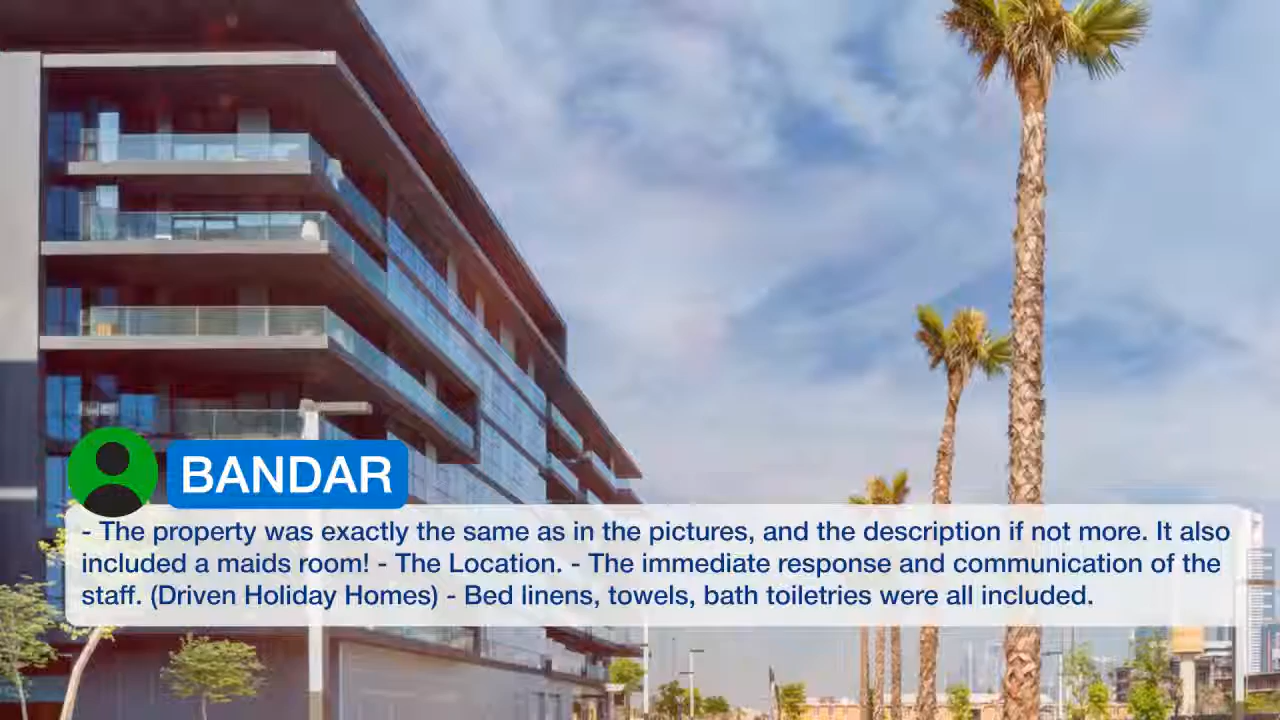 BANDAR
- The property was exactly the same as in the pictures, and the description if not more. It also
included a maids room! - The Location. - The immediate response and communication of the
staff. (Driven Holiday Homes) - Bed linens, towels, bath toiletries were all included.